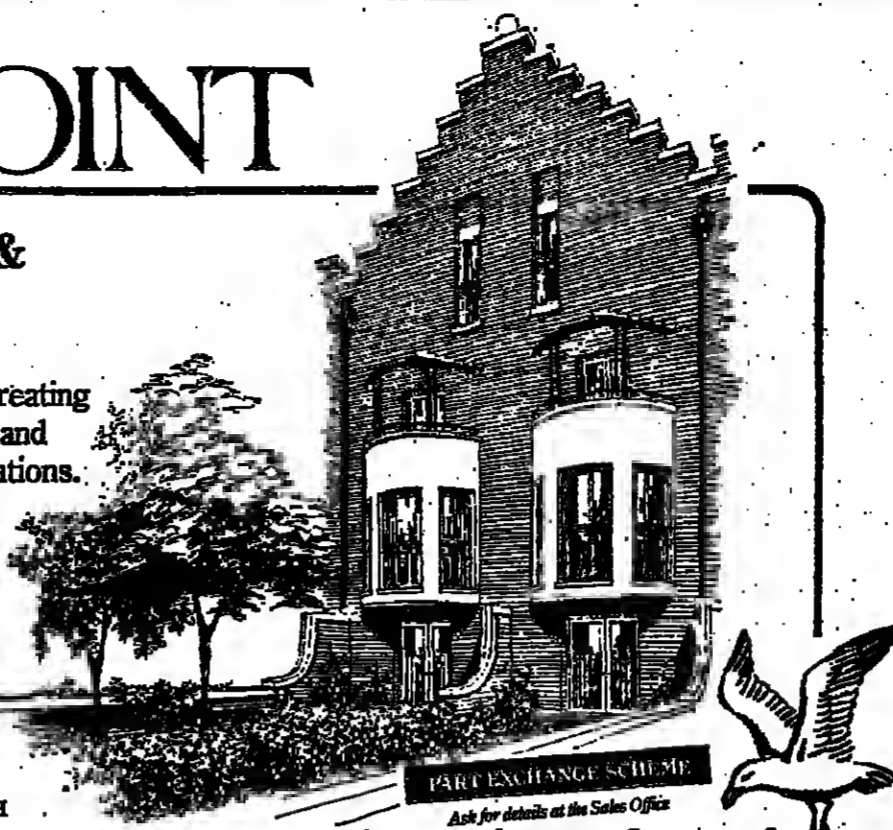 OINT
&
reating
and
ations.
PART EXCHANGE SCHEME
Ask for details at the Sales Office
H